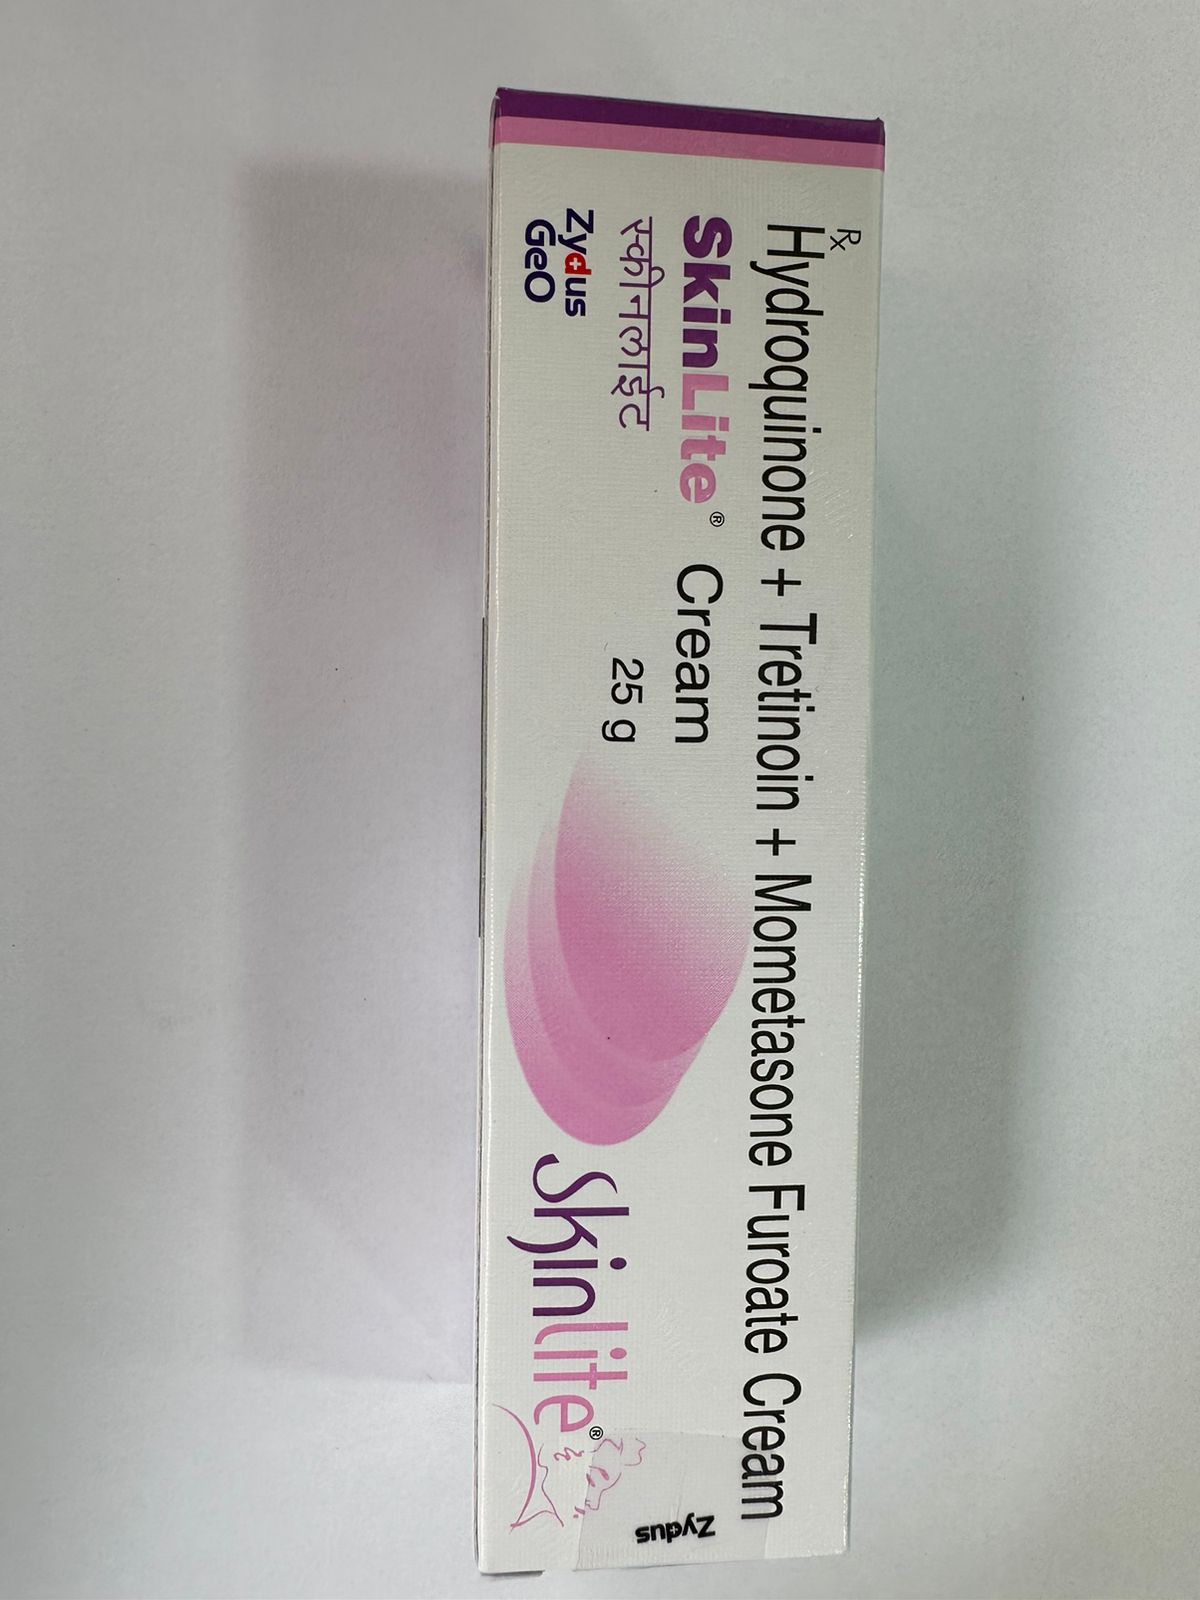 Rx
Hydroquinone + Tretinoin + Mometasone Furoate Cream
SkinLite® Cream
स्कीनलाईट
25 g
Zydus
GeO
skinlite®
Zydus